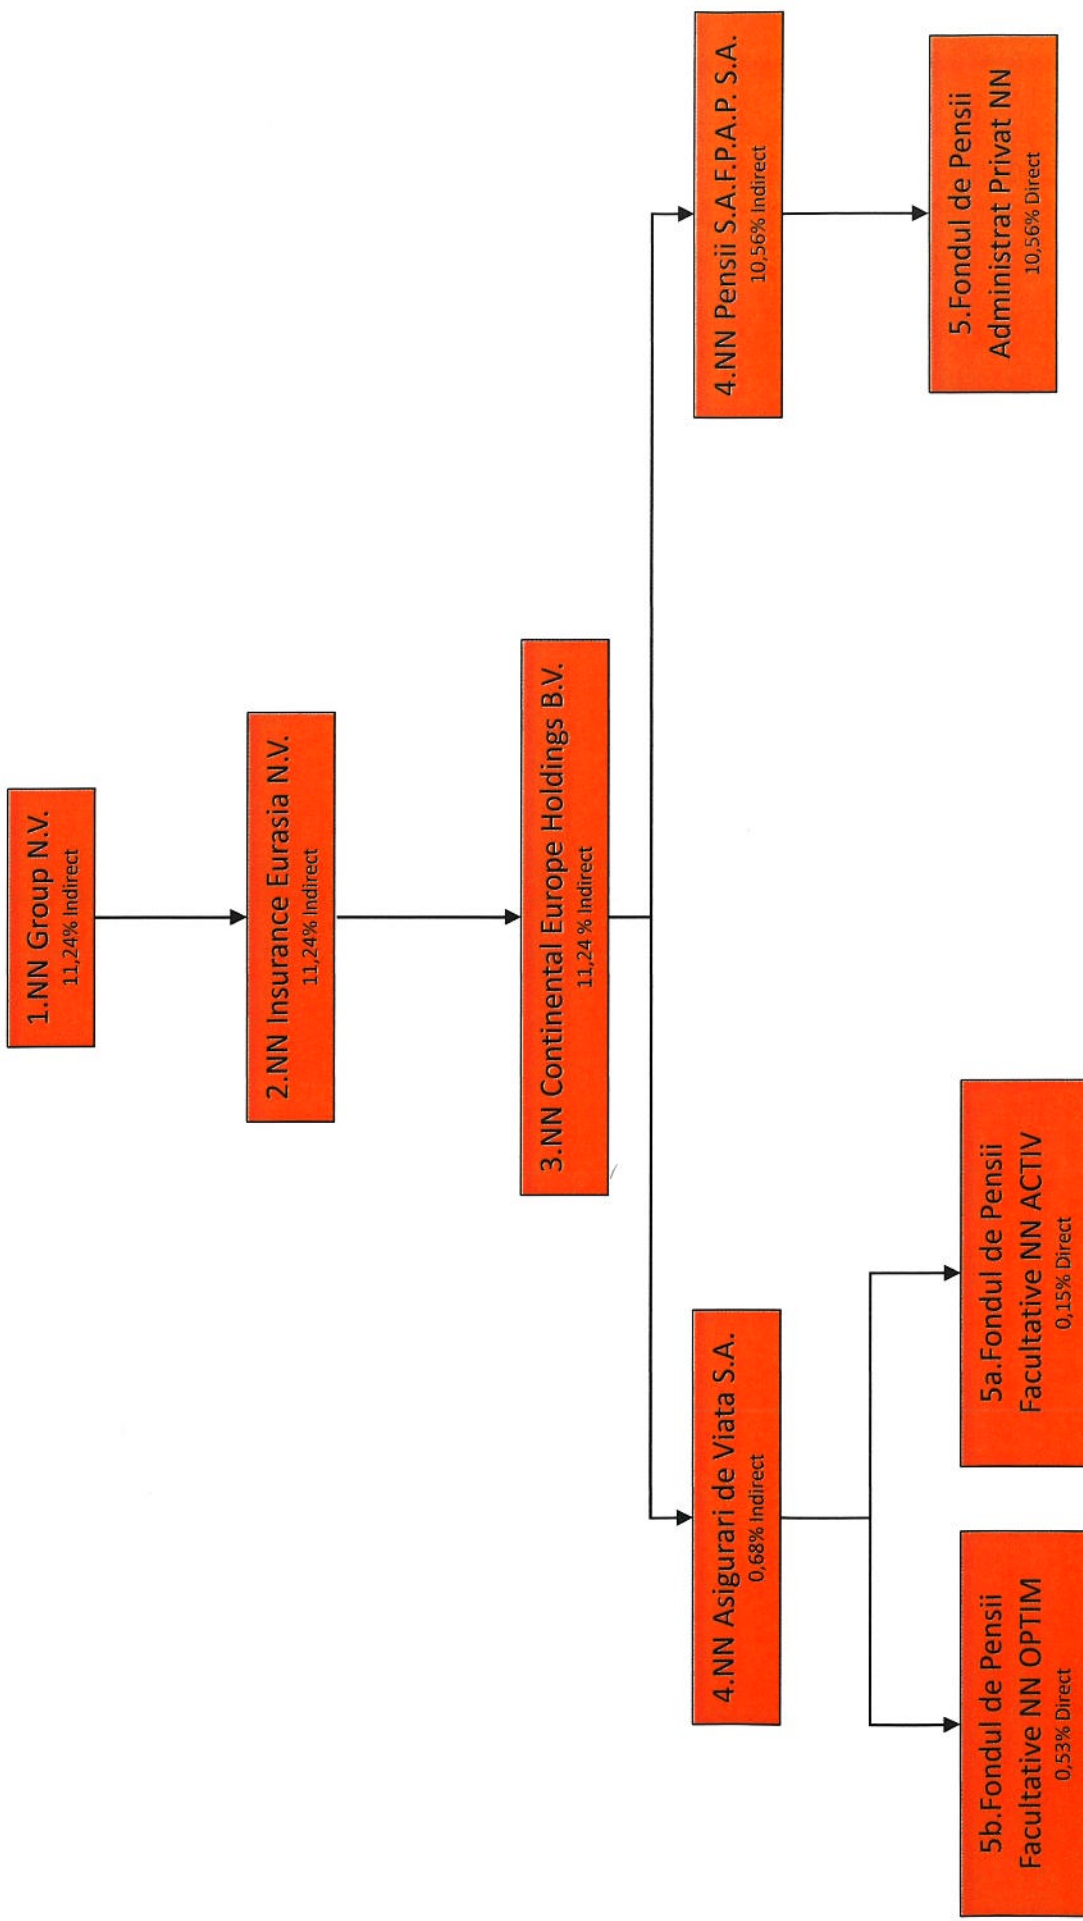 1.NN Group N.V.
11,24% Indirect
2.NN Insurance Eurasia N.V.
11,24% Indirect
3.NN Continental Europe Holdings B.V.
11,24 % Indirect
4.NN Asigurari de Viata S.A.
0,68% Indirect
4.NN Pensii S.A.F.P.A.P. S.A.
10,56% Indirect
5b.Fondul de Pensii
Facultative NN OPTIM
0,53% Direct
5a.Fondul de Pensii
Facultative NN ACTIV
0,15% Direct
5.Fondul de Pensii
Administrat Privat NN
10,56% Direct